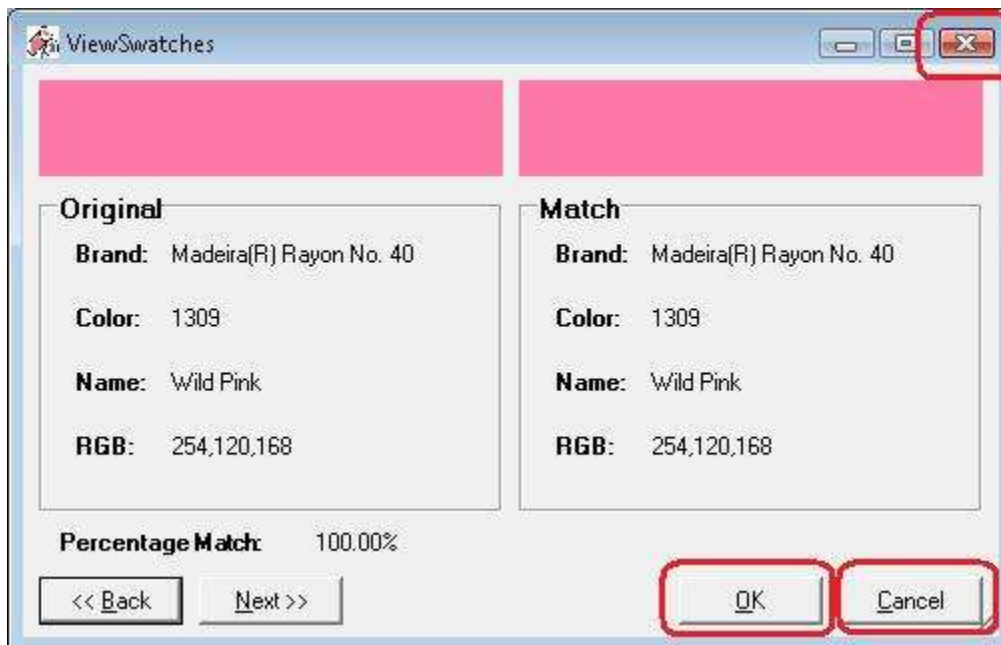 ViewSwatches
Original
Brand: Madeira(R) Rayon No. 40
Color: 1309
Name: Wild Pink
RGB: 254,120,168
Match
Brand: Madeira(R) Rayon No. 40
Color: 1309
Name: Wild Pink
RGB: 254,120,168
Percentage Match: 100.00%
<< Back Next >> OK Cancel